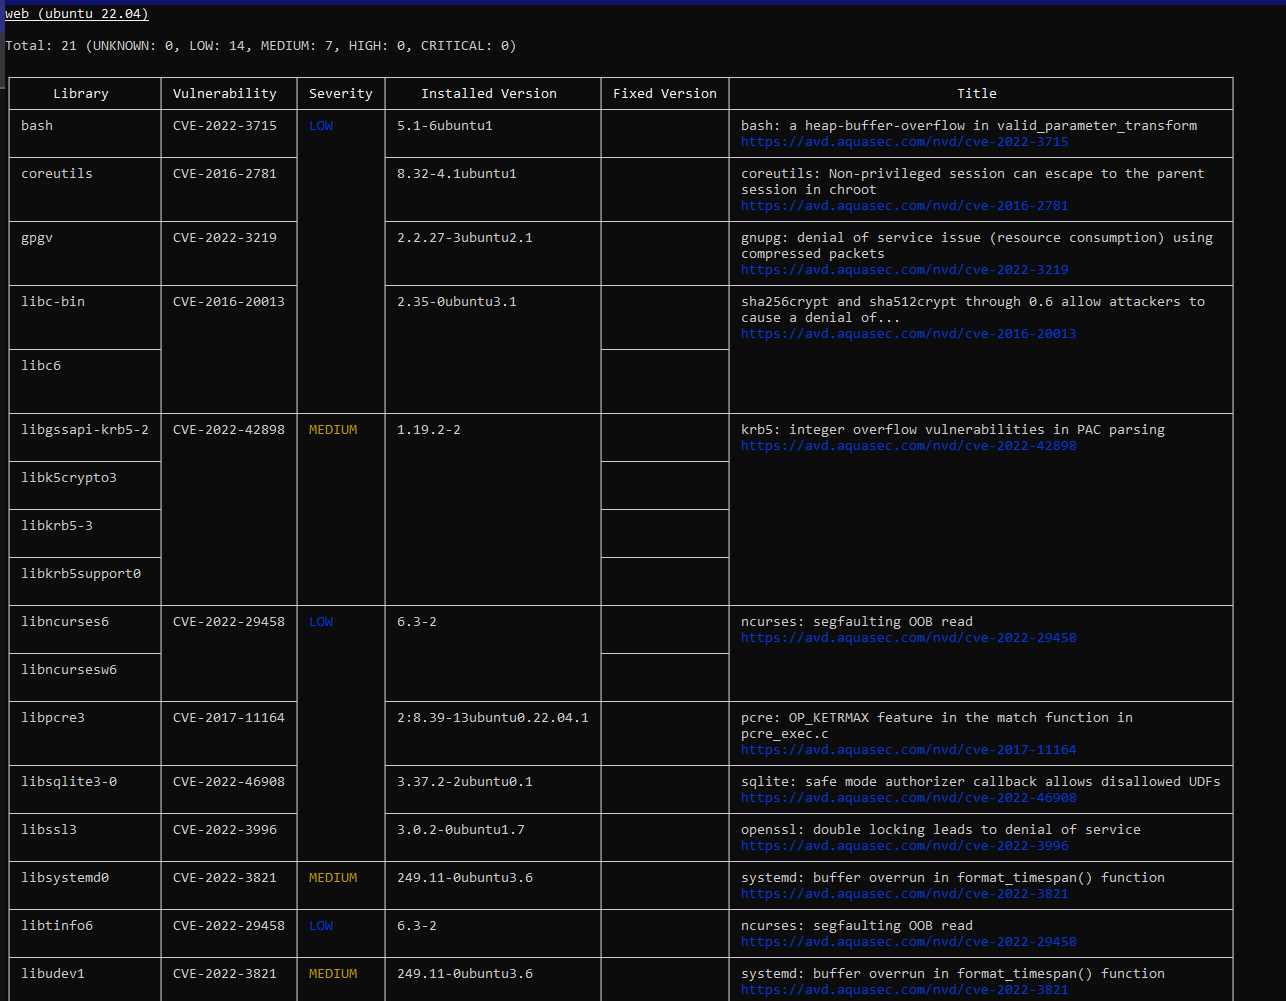 web (ubuntu 22.04)
Total: 21 (UNKNOWN: 0, LOW: 14, MEDIUM: 7, HIGH: 0, CRITICAL: 0)
Library Vulnerability Severity Installed Version Fixed Version Title
bash CVE-2022-3715 LOW 5.1-6ubuntu1 bash: a heap-buffer-overflow in valid_parameter_transform
https://avd.aquasec.com/nvd/cve-2022-3715
coreutils CVE-2016-2781 8.32-4.1ubuntu1 coreutils: Non-privileged session can escape to the parent
session in chroot
https://avd.aquasec.com/nvd/cve-2016-2781
gpgv CVE-2022-3219 2.2.27-3ubuntu2.1 gnupg: denial of service issue (resource consumption) using
compressed packets
https://avd.aquasec.com/nvd/cve-2022-3219
libc-bin CVE-2016-20013 2.35-0ubuntu3.1 sha256crypt and sha512crypt through 0.6 allow attackers to
cause a denial of...
https://avd.aquasec.com/nvd/cve-2016-20013
libc6
libgssapi-krb5-2 CVE-2022-42898 MEDIUM 1.19.2-2 krb5: integer overflow vulnerabilities in PAC parsing
https://avd.aquasec.com/nvd/cve-2022-42898
libk5crypto3
libkrb5-3
libkrb5support0
libncurses6 CVE-2022-29458 LOW 6.3-2 ncurses: segfaulting OOB read
https://avd.aquasec.com/nvd/cve-2022-29458
libncursesw6
libpcre3 CVE-2017-11164 2:8.39-13ubuntu0.22.04.1 pcre: OP_KETRMAX feature in the match function in
pcre_exec.c
https://avd.aquasec.com/nvd/cve-2017-11164
libsqlite3-0 CVE-2022-46908 3.37.2-2ubuntu0.1 sqlite: safe mode authorizer callback allows disallowed UDFs
https://avd.aquasec.com/nvd/cve-2022-46908
libssl3 CVE-2022-3996 3.0.2-0ubuntu1.7 openssl: double locking leads to denial of service
https://avd.aquasec.com/nvd/cve-2022-3996
libsystemd0 CVE-2022-3821 MEDIUM 249.11-0ubuntu3.6 systemd: buffer overrun in format_timespan() function
https://avd.aquasec.com/nvd/cve-2022-3821
libtinfo6 CVE-2022-29458 LOW 6.3-2 ncurses: segfaulting OOB read
https://avd.aquasec.com/nvd/cve-2022-29458
libudev1 CVE-2022-3821 MEDIUM 249.11-0ubuntu3.6 systemd: buffer overrun in format_timespan() function
https://avd.aquasec.com/nvd/cve-2022-3821